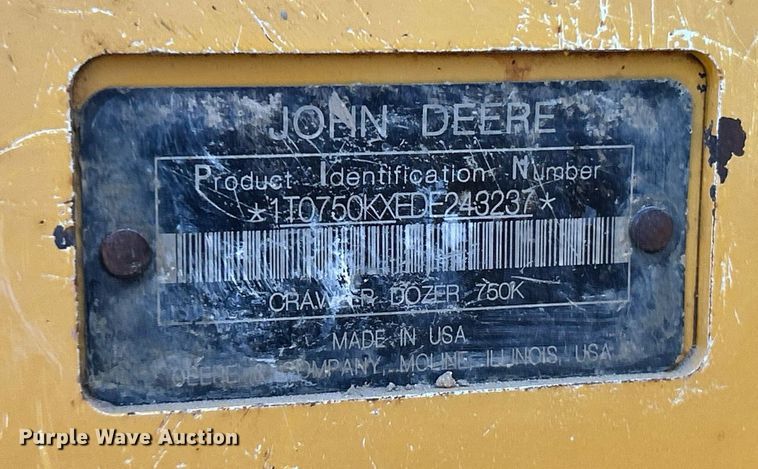 JOHN DEERE
Product Identification Number
*1T0750KXEDE243237*
CRAWLER DOZER 750K
MADE IN USA
DEERE & COMPANY, MOLINE, ILLINOIS, USA
Purple Wave Auction